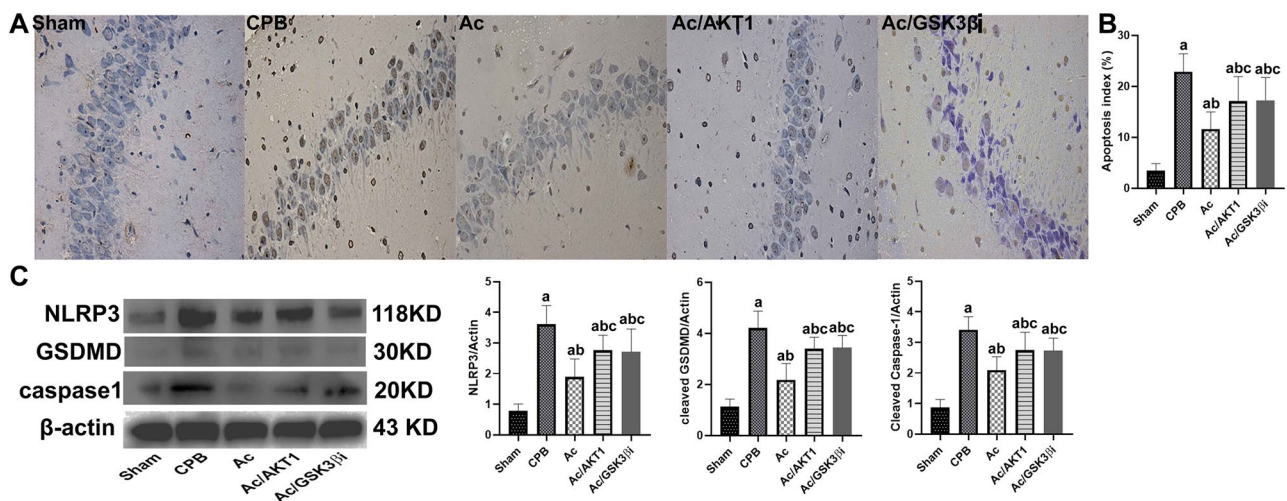 A
Sham
CPB
Ac
Ac/AKT1
Ac/GSK3βi
B
Apoptosis index (%)
30
20
10
0
Sham
CPB
Ac
Ac/AKT1
Ac/GSK3βi
a
ab
abc
abc
C
NLRP3
118KD
GSDMD
30KD
caspase1
20KD
β-actin
43 KD
Sham
CPB
Ac
Ac/AKT1
Ac/GSK3βi
NLRP3/Actin
5
4
3
2
1
0
a
ab
abc
abc
Sham
CPB
Ac
Ac/AKT1
Ac/GSK3βi
cleaved GSDMD/Actin
6
4
2
0
a
ab
abc
abc
Sham
CPB
Ac
Ac/AKT1
Ac/GSK3βi
Cleaved Caspase-1/Actin
5
4
3
2
1
0
a
ab
abc
abc
Sham
CPB
Ac
Ac/AKT1
Ac/GSK3βi